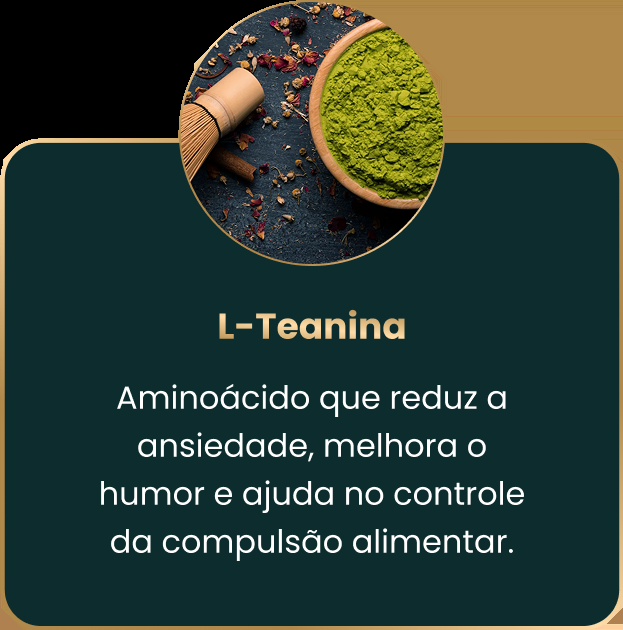 L-Teanina
Aminoácido que reduz a
ansiedade, melhora o
humor e ajuda no controle
da compulsão alimentar.